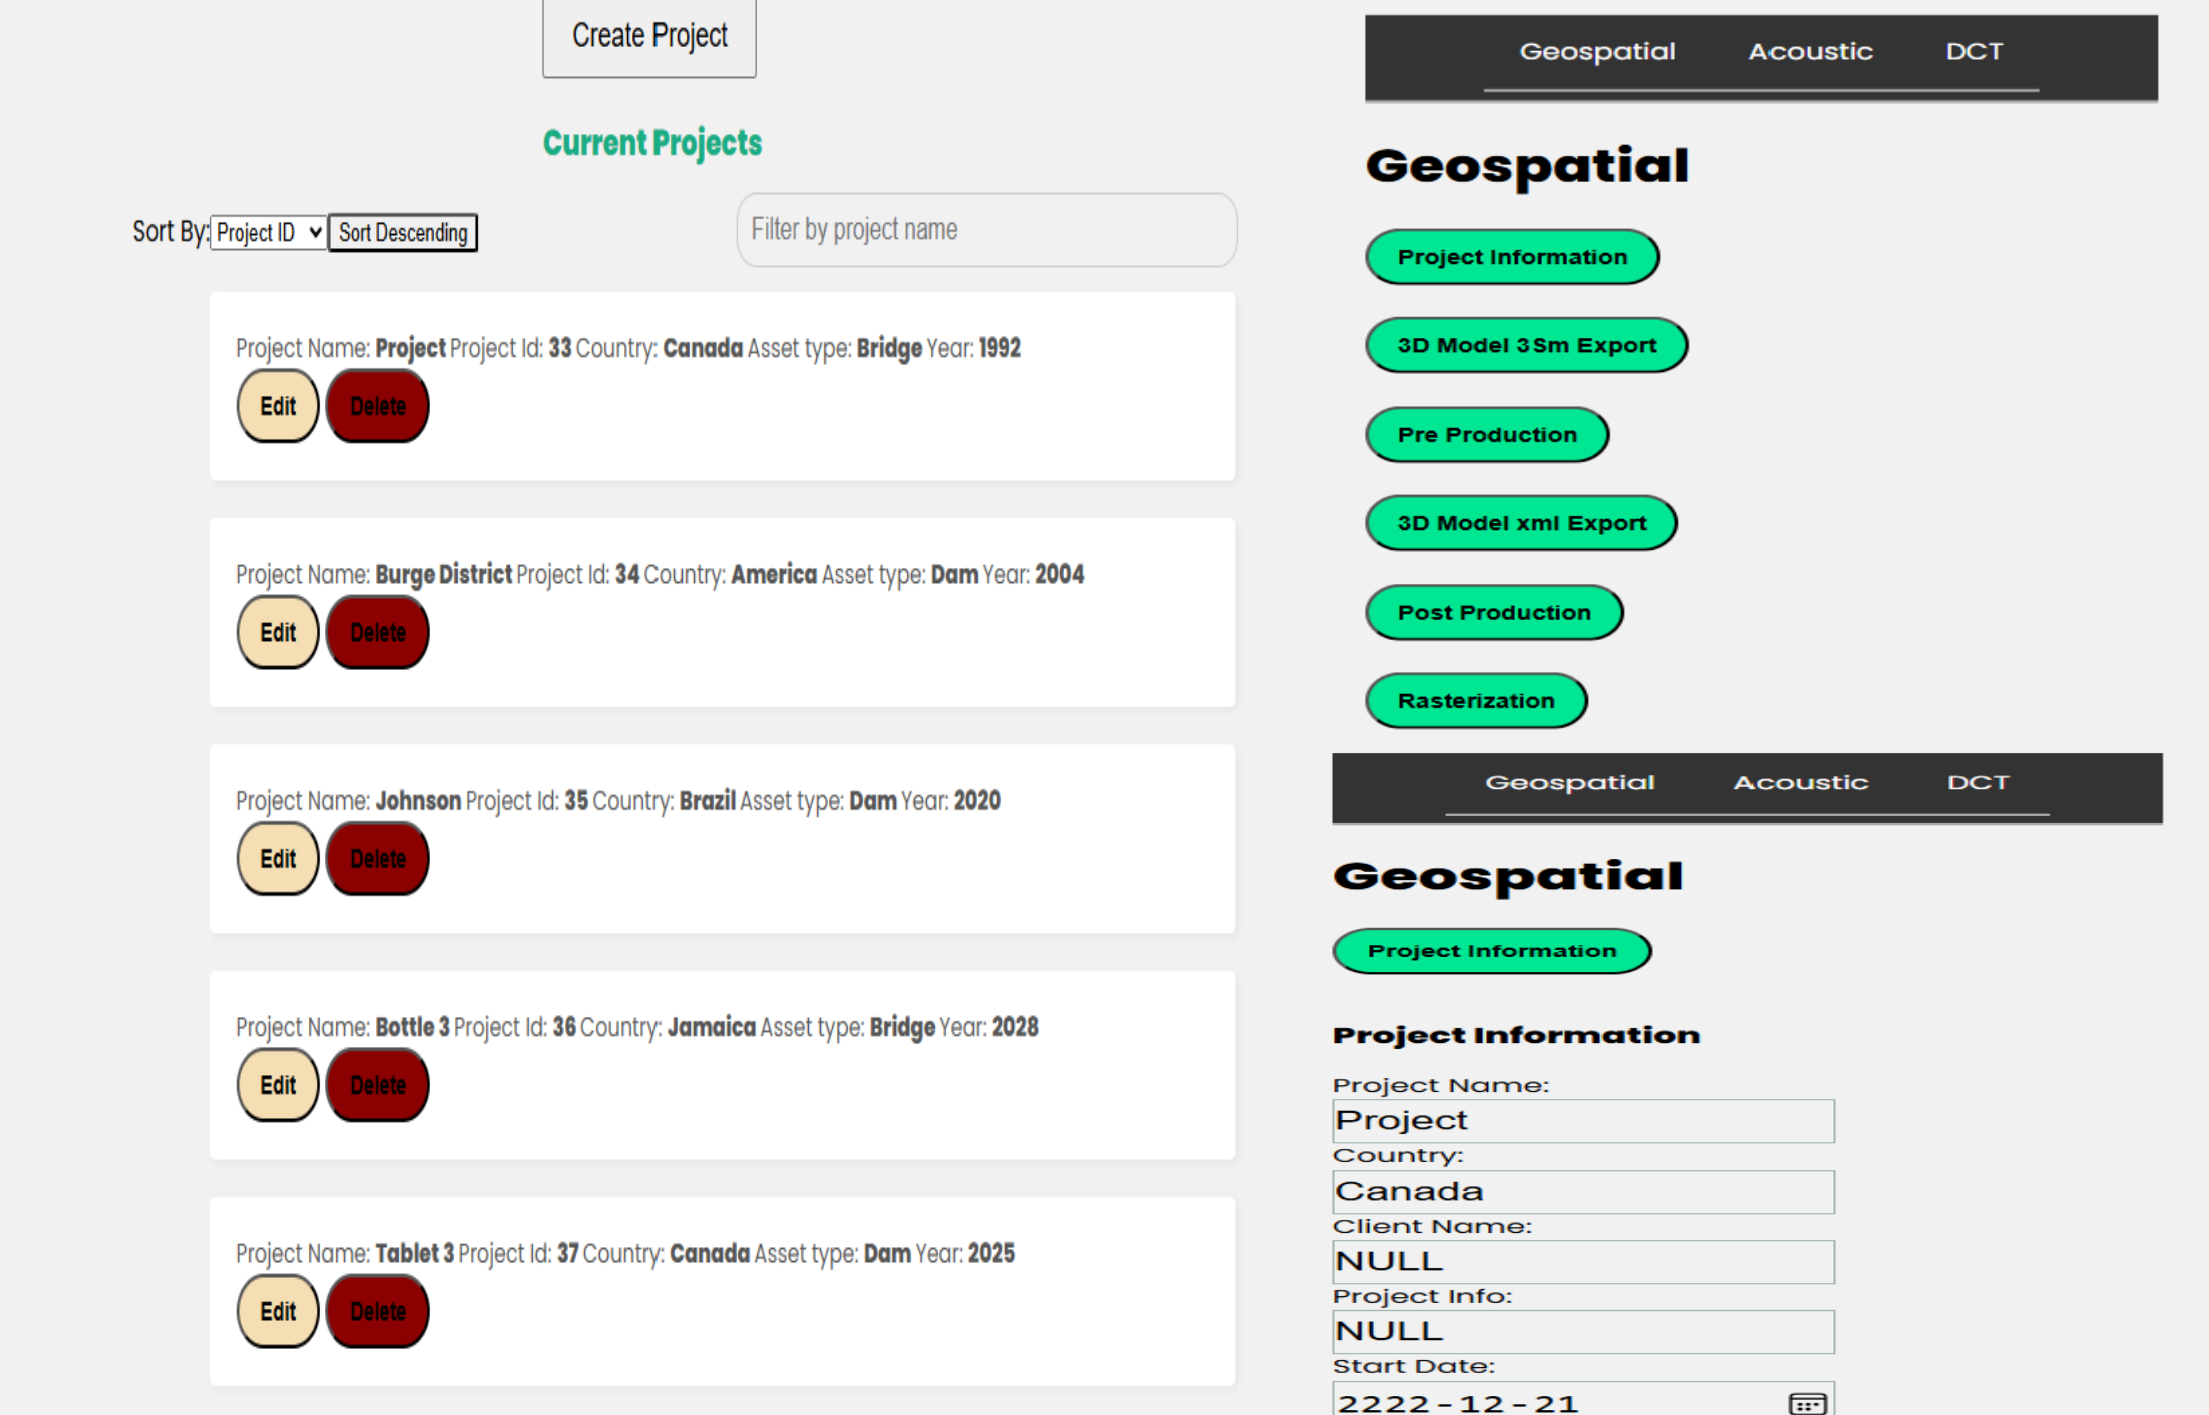 Create Project
Current Projects
Sort By: Project ID Sort Descending
Filter by project name
Project Name: Project Project Id: 33 Country: Canada Asset type: Bridge Year: 1992
Edit Delete
Project Name: Burge District Project Id: 34 Country: America Asset type: Dam Year: 2004
Edit Delete
Project Name: Johnson Project Id: 35 Country: Brazil Asset type: Dam Year: 2020
Edit Delete
Project Name: Bottle 3 Project Id: 36 Country: Jamaica Asset type: Bridge Year: 2028
Edit Delete
Project Name: Tablet 3 Project Id: 37 Country: Canada Asset type: Dam Year: 2025
Edit Delete
Geospatial Acoustic DCT
Geospatial
Project Information
3D Model 3Sm Export
Pre Production
3D Model xml Export
Post Production
Rasterization
Geospatial Acoustic DCT
Geospatial
Project Information
Project Information
Project Name:
Project
Country:
Canada
Client Name:
NULL
Project Info:
NULL
Start Date:
2222-12-21